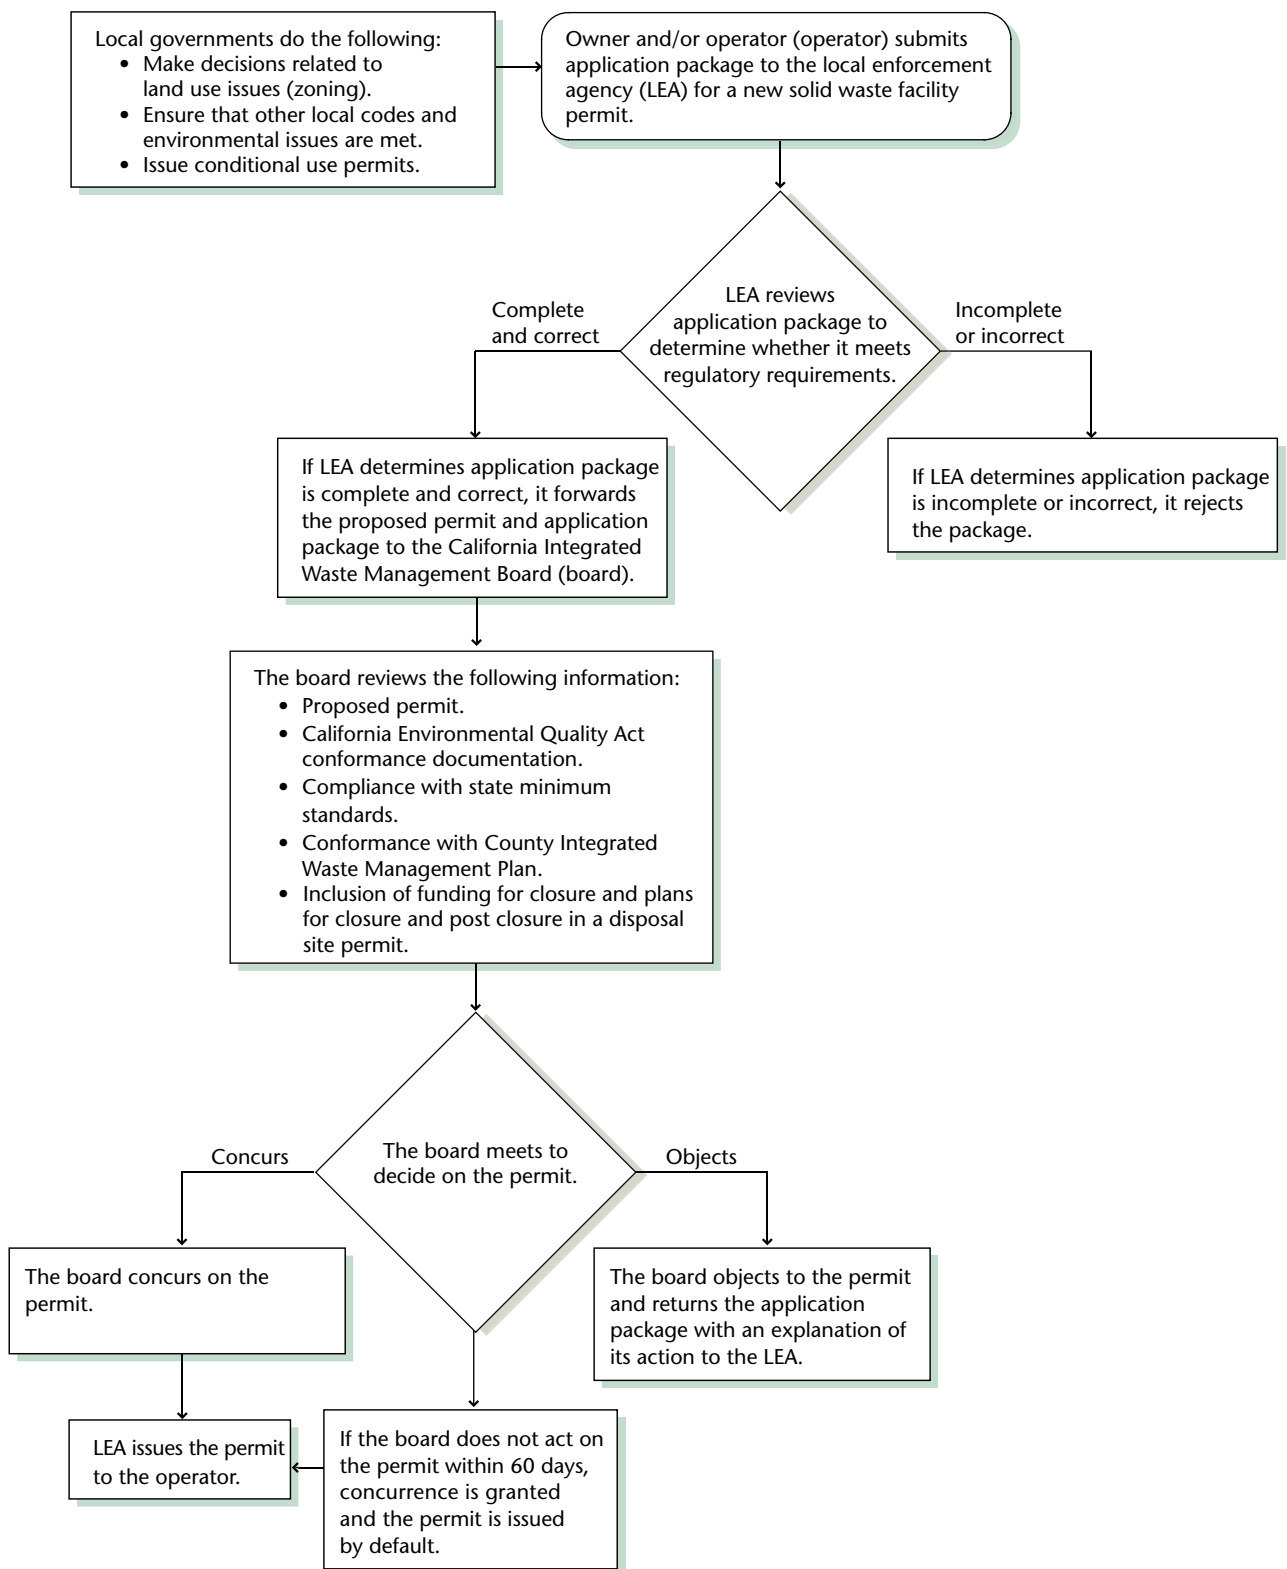 Local governments do the following:
• Make decisions related to
land use issues (zoning).
• Ensure that other local codes and
environmental issues are met.
• Issue conditional use permits.
Owner and/or operator (operator) submits
application package to the local enforcement
agency (LEA) for a new solid waste facility
permit.
LEA reviews
application package to
determine whether it meets
regulatory requirements.
Complete
and correct
Incomplete
or incorrect
If LEA determines application package
is complete and correct, it forwards
the proposed permit and application
package to the California Integrated
Waste Management Board (board).
If LEA determines application package
is incomplete or incorrect, it rejects
the package.
The board reviews the following information:
• Proposed permit.
• California Environmental Quality Act
conformance documentation.
• Compliance with state minimum
standards.
• Conformance with County Integrated
Waste Management Plan.
• Inclusion of funding for closure and plans
for closure and post closure in a disposal
site permit.
The board meets to
decide on the permit.
Concurs
Objects
The board concurs on the
permit.
The board objects to the permit
and returns the application
package with an explanation of
its action to the LEA.
LEA issues the permit
to the operator.
If the board does not act on
the permit within 60 days,
concurrence is granted
and the permit is issued
by default.